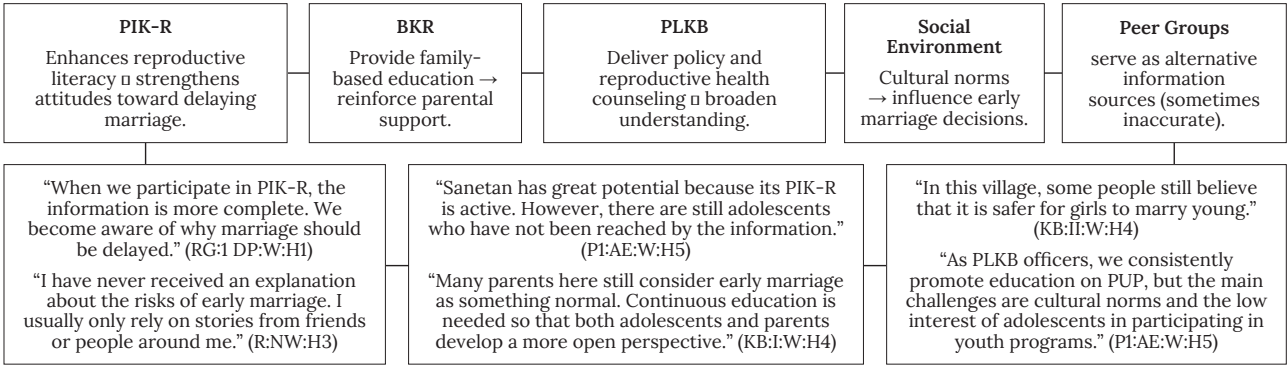 PIK-R
Enhances reproductive
literacy ▯ strengthens
attitudes toward delaying
marriage.
BKR
Provide family-
based education →
reinforce parental
support.
PLKB
Deliver policy and
reproductive health
counseling ▯ broaden
understanding.
Social
Environment
Cultural norms
→ influence early
marriage decisions.
Peer Groups
serve as alternative
information
sources (sometimes
inaccurate).
“When we participate in PIK-R, the
information is more complete. We
become aware of why marriage should
be delayed.” (RG:1 DP:W:H1)
“I have never received an explanation
about the risks of early marriage. I
usually only rely on stories from friends
or people around me.” (R:NW:H3)
“Sanetan has great potential because its PIK-R
is active. However, there are still adolescents
who have not been reached by the information.”
(P1:AE:W:H5)
“Many parents here still consider early marriage
as something normal. Continuous education is
needed so that both adolescents and parents
develop a more open perspective.” (KB:I:W:H4)
“In this village, some people still believe
that it is safer for girls to marry young.”
(KB:II:W:H4)
“As PLKB officers, we consistently
promote education on PUP, but the main
challenges are cultural norms and the low
interest of adolescents in participating in
youth programs.” (P1:AE:W:H5)